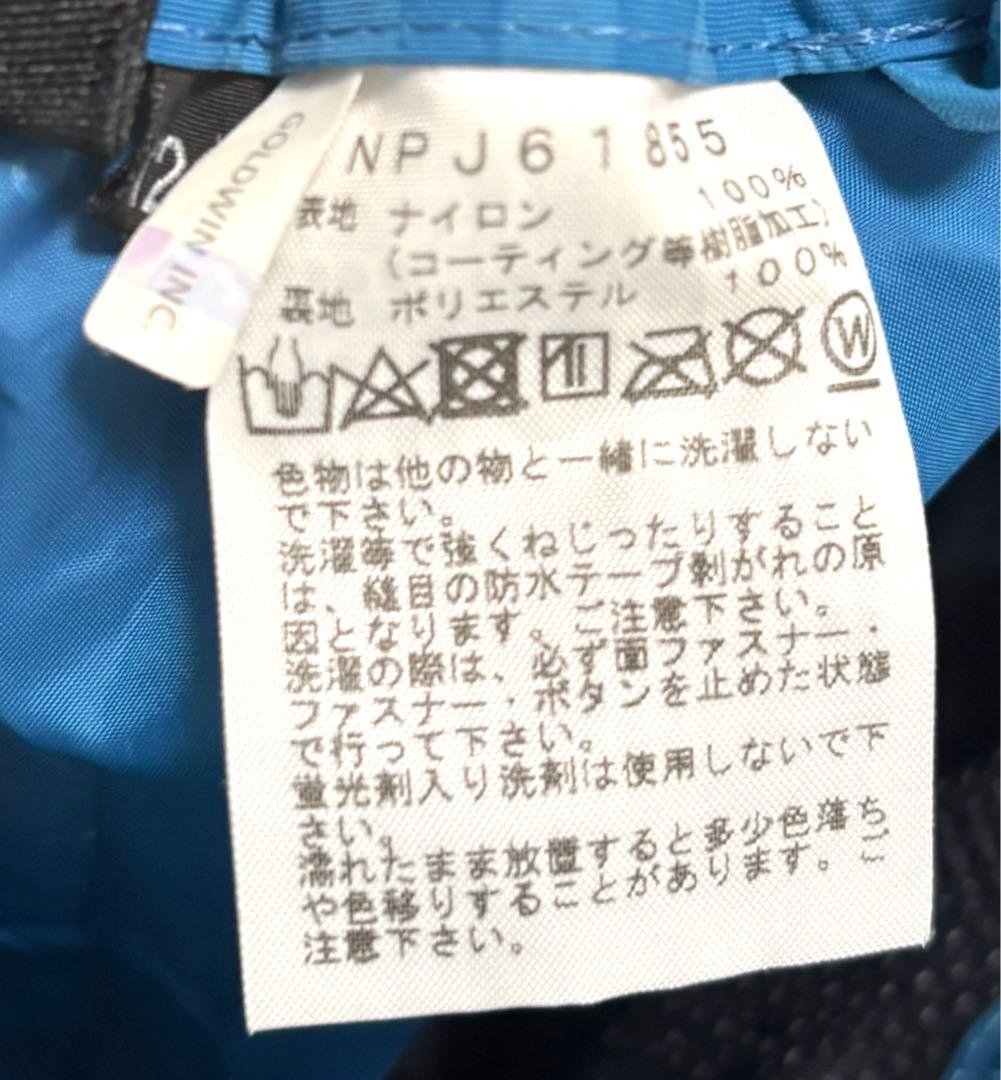 GOLDWIN INC
12
NPJ61855
表地 ナイロン 100%
(コーティング等樹脂加工)
裏地 ポリエステル 100%
W
色物は他の物と一緒に洗濯しない
で下さい。
洗濯等で強くねじったりすること
は、縫目の防水テープ剥がれの原
因となります。ご注意下さい。
洗濯の際は、必ず面ファスナー・
ファスナー・ボタンを止めた状態
で行って下さい。
蛍光剤入り洗剤は使用しないで下
さい。
濡れたまま放置すると多少色落ち
や色移りすることがあります。ご
注意下さい。